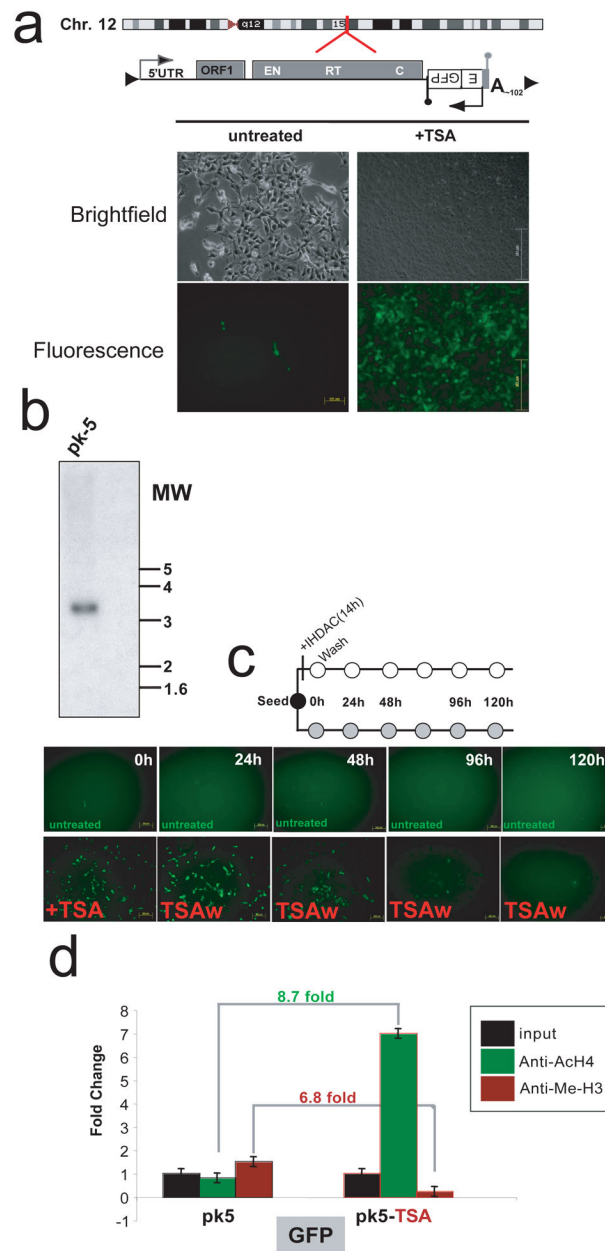 a
Chr. 12
q12
15
5'UTR
ORF1
EN RT C
E
GFP
A~102
untreated +TSA
Brightfield
Fluorescence
b
pk-5
MW
5
4
3
2
1.6
c
+IHDAC(14h)
Wash
Seed 0h 24h 48h 96h 120h
0h 24h 48h 96h 120h
untreated untreated untreated untreated untreated
+TSA TSAw TSAw TSAw TSAw
d
8.7 fold
6.8 fold
Fold Change
8
7
6
5
4
3
2
1
0
-1
pk5 pk5-TSA
GFP
input
Anti-AcH4
Anti-Me-H3